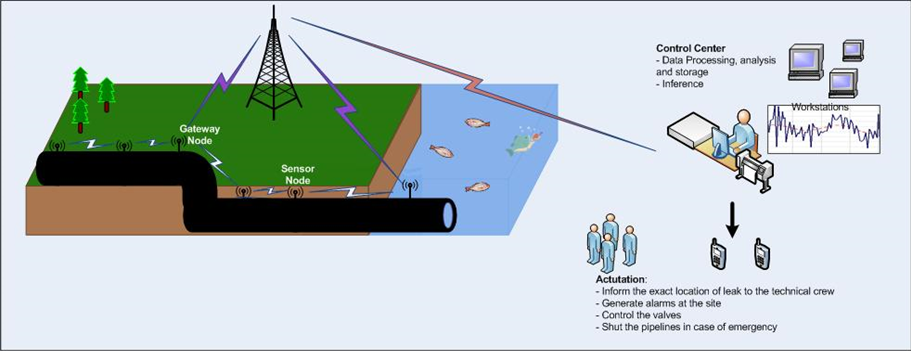 Control Center
- Data Processing, analysis
and storage
- Inference
Workstations
Gateway
Node
Sensor
Node
Actutation:
- Inform the exact location of leak to the technical crew
- Generate alarms at the site
- Control the valves
- Shut the pipelines in case of emergency